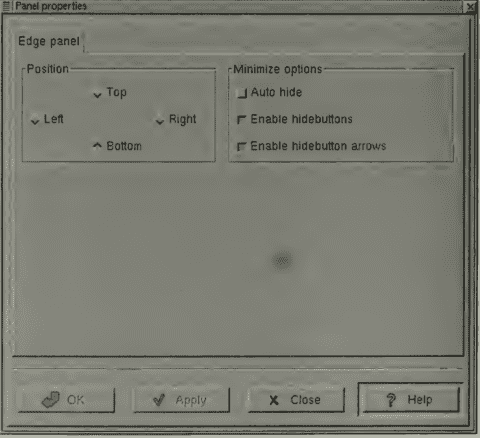 Panel properties
Edge panel
Position
Top
Left
Right
Bottom
Minimize options
Auto hide
Enable hidebuttons
Enable hidebutton arrows
OK
Apply
Close
Help